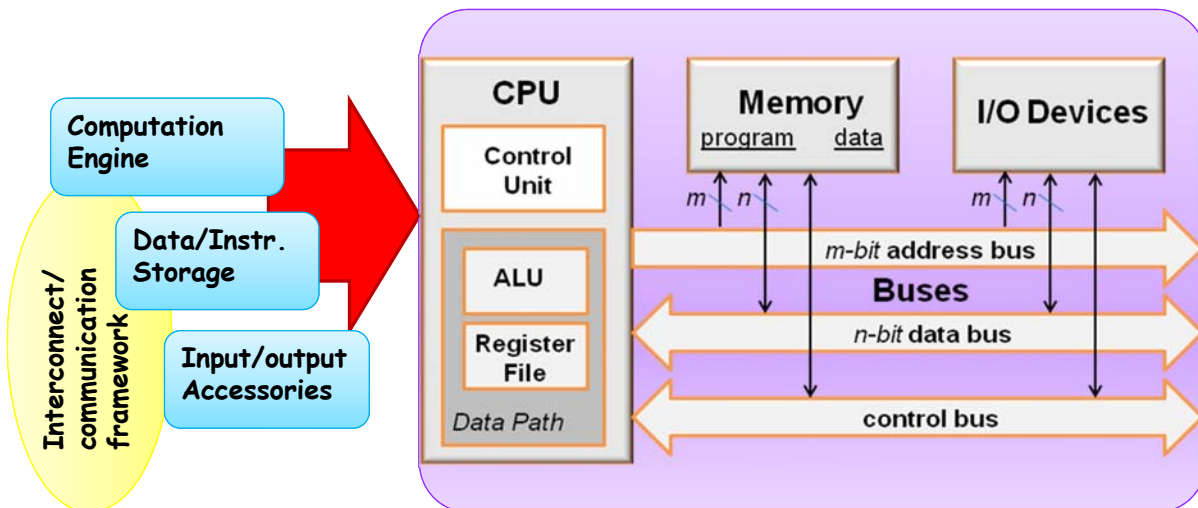 Computation
Engine
Data/Instr.
Storage
Input/output
Accessories
Interconnect/
communication
framework
CPU
Control
Unit
ALU
Register
File
Data Path
Memory
program data
I/O Devices
m n
m n
m-bit address bus
Buses
n-bit data bus
control bus